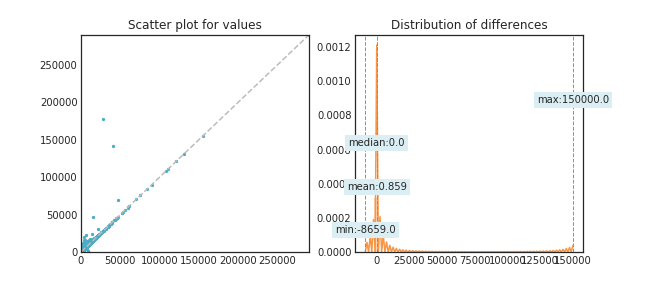 Scatter plot for values
250000
200000
150000
100000
50000
0
0 50000 100000 150000 200000 250000
Distribution of differences
0.0012
0.0010
0.0008
0.0002
0.0000
max:150000.0
median:0.0
mean:0.859
min:-8659.0
0 25000 50000 75000 100000 125000 150000